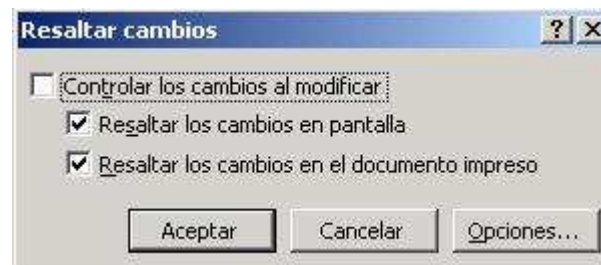 Resaltar cambios
Controlar los cambios al modificar
Resaltar los cambios en pantalla
Resaltar los cambios en el documento impreso
Aceptar Cancelar Opciones...